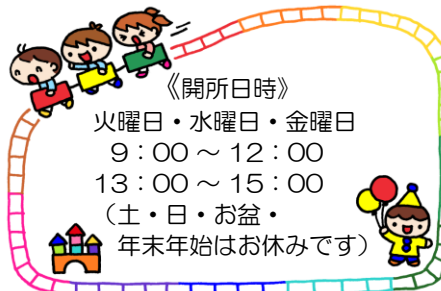 《開所日時》
火曜日・水曜日・金曜日
9：00～12：00
13：00～15：00
（土・日・お盆・
年末年始はお休みです）